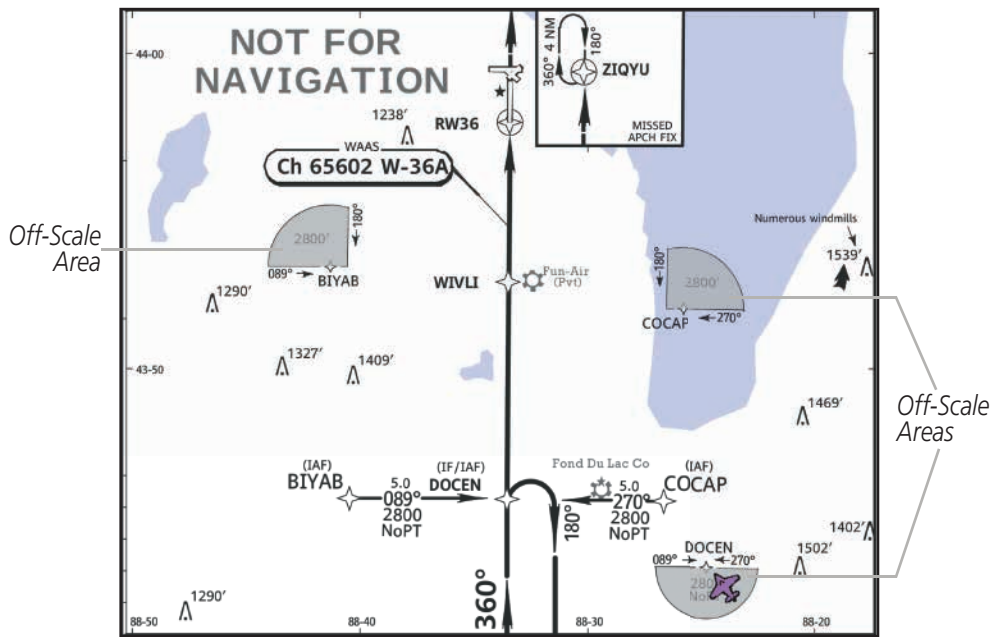 NOT FOR
NAVIGATION
44-00
360° 4 NM
180°
ZIQYU
MISSED
APCH FIX
RW36
1238'
WAAS
Ch 65602 W-36A
Off-Scale
Area
2800'
180°
089°
BIYAB
WIVLI
Fun-Air
(Pvt)
Numerous windmills
1539'
180°
2800'
270°
COCAP
1290'
1327'
1409'
43-50
1469'
Off-Scale
Areas
(IAF)
BIYAB
5.0
089°
2800
NoPT
(IF/IAF)
DOCEN
Fond Du Lac Co
(IAF)
COCAP
5.0
270°
2800
NoPT
180°
1402'
1502'
DOCEN
089°
270°
2800
NoPT
360°
1290'
88-50
88-40
88-30
88-20